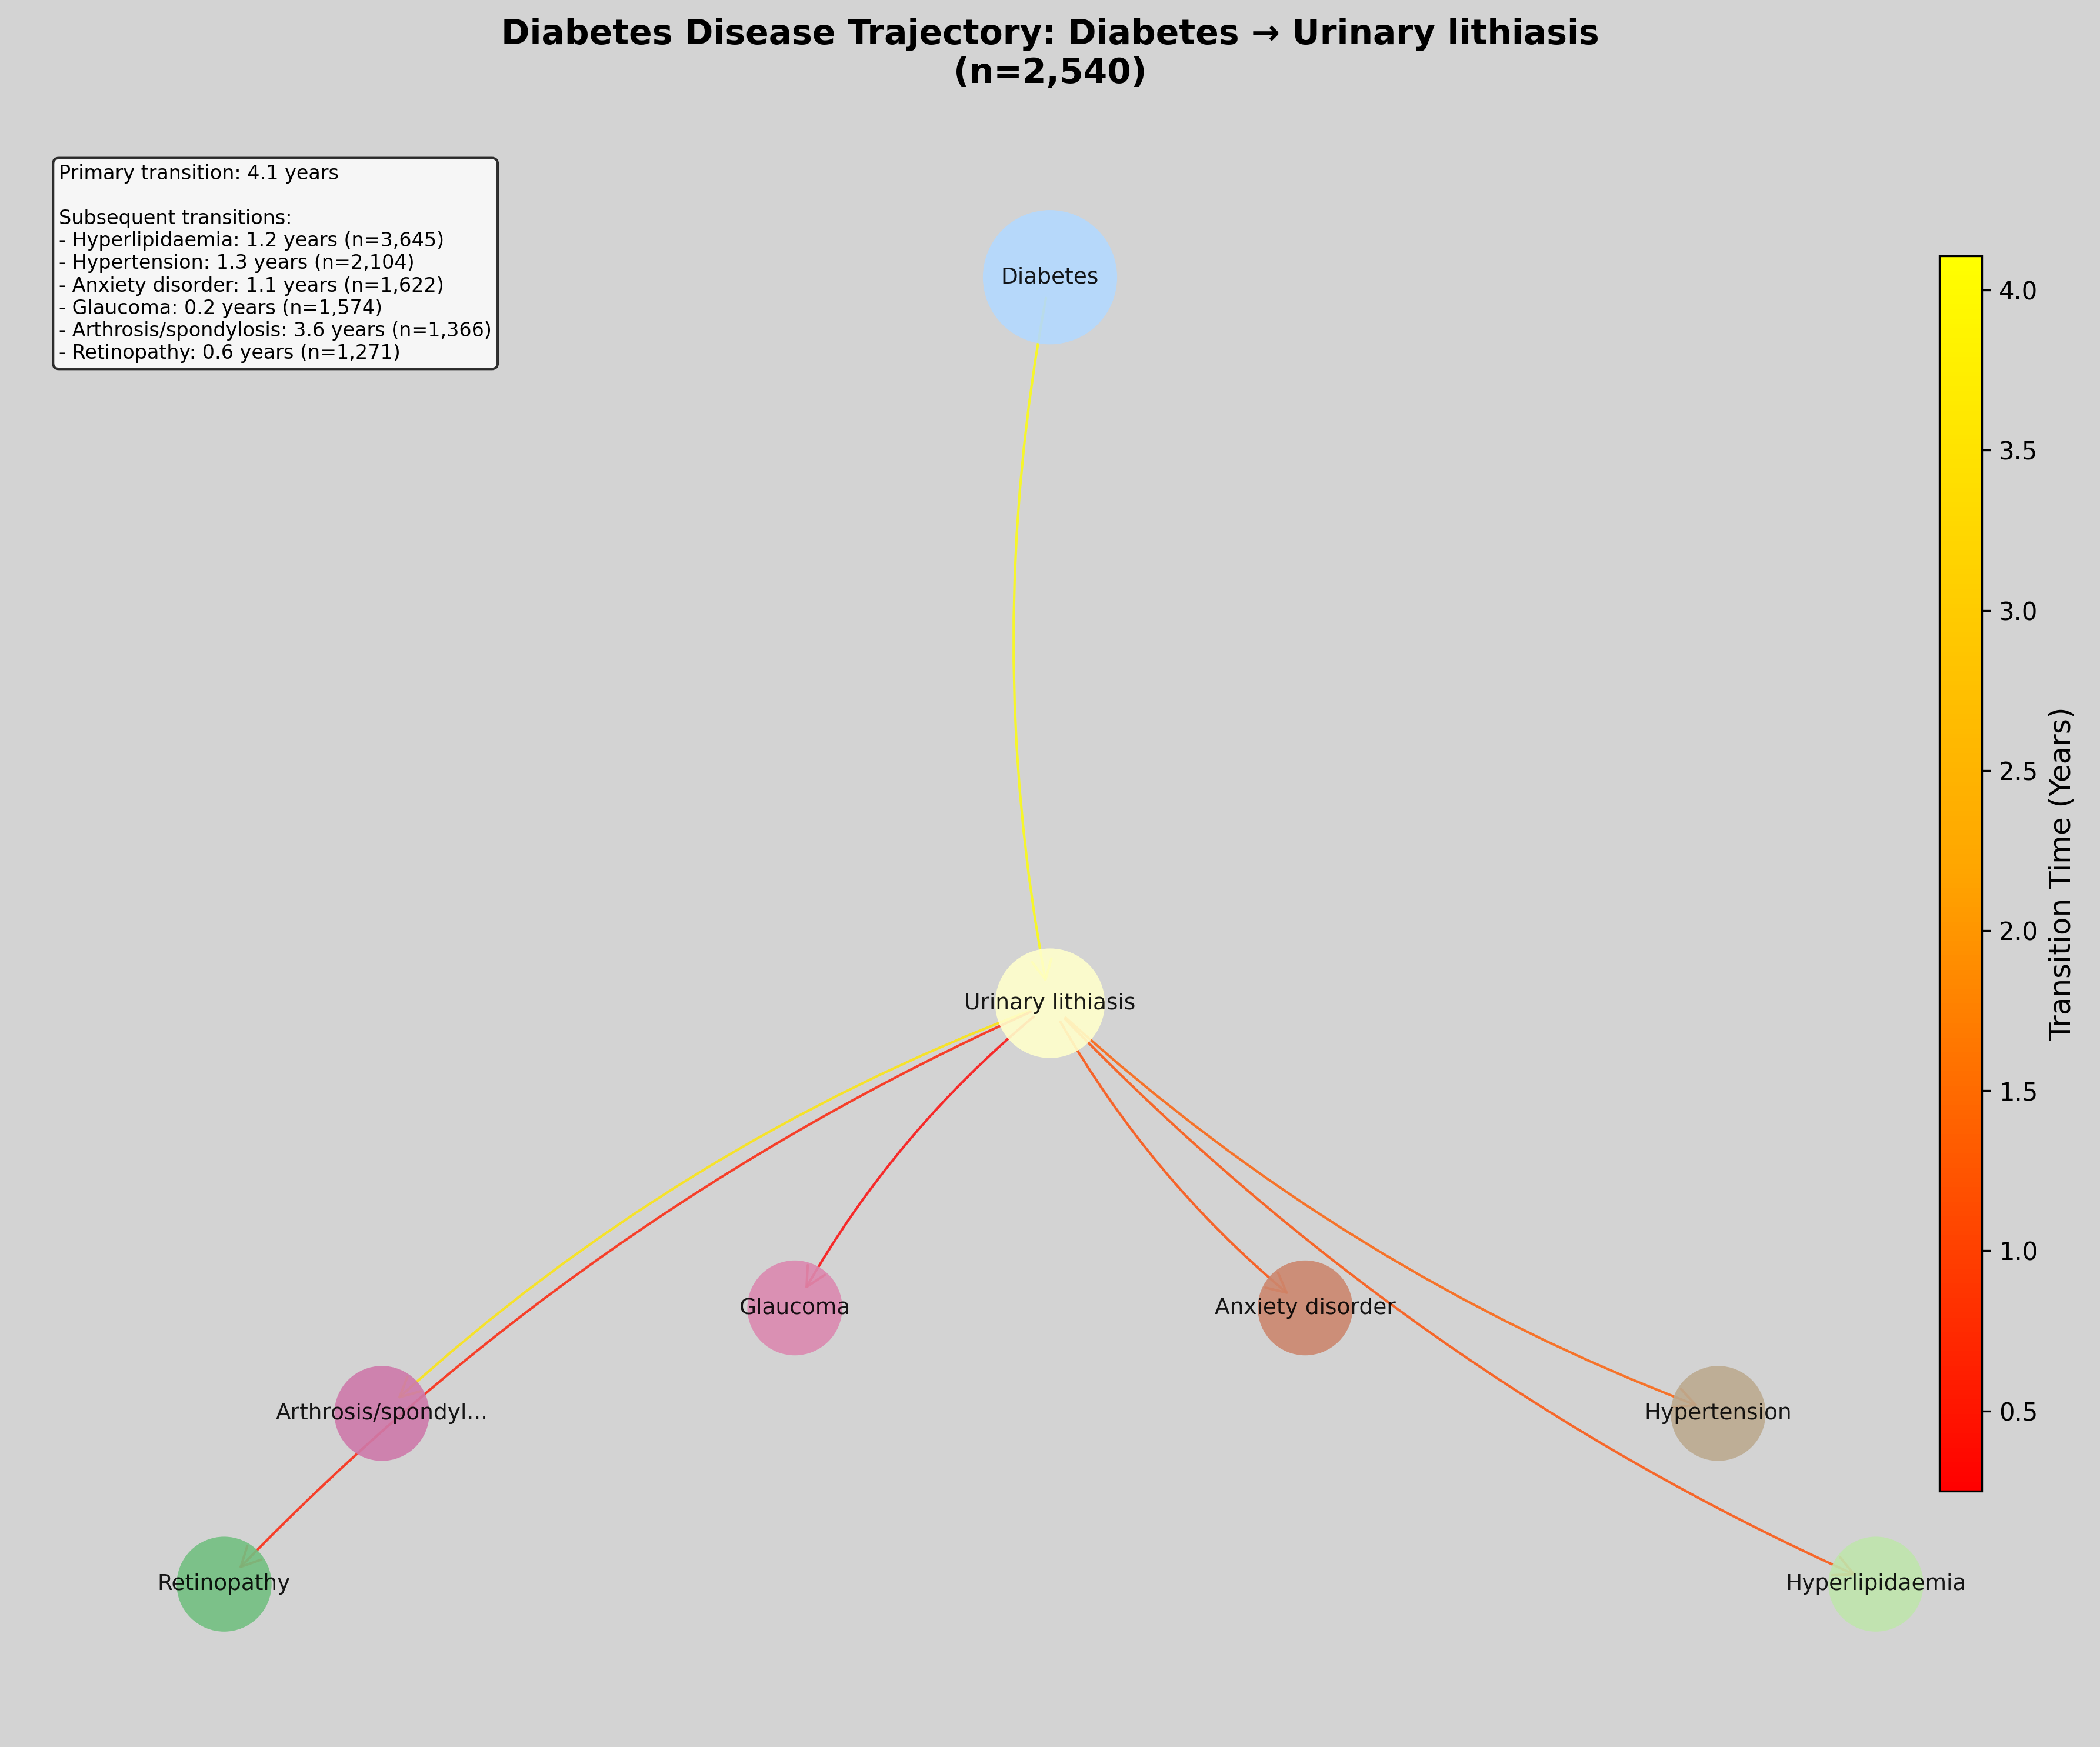 Diabetes Disease Trajectory: Diabetes → Urinary lithiasis
(n=2,540)
Primary transition: 4.1 years
Subsequent transitions:
- Hyperlipidaemia: 1.2 years (n=3,645)
- Hypertension: 1.3 years (n=2,104)
- Anxiety disorder: 1.1 years (n=1,622)
- Glaucoma: 0.2 years (n=1,574)
- Arthrosis/spondylosis: 3.6 years (n=1,366)
- Retinopathy: 0.6 years (n=1,271)
Diabetes
Urinary lithiasis
Glaucoma
Anxiety disorder
Arthrosis/spondyl...
Hypertension
Retinopathy
Hyperlipidaemia
4.0
3.5
3.0
2.5
2.0
1.5
1.0
0.5
Transition Time (Years)